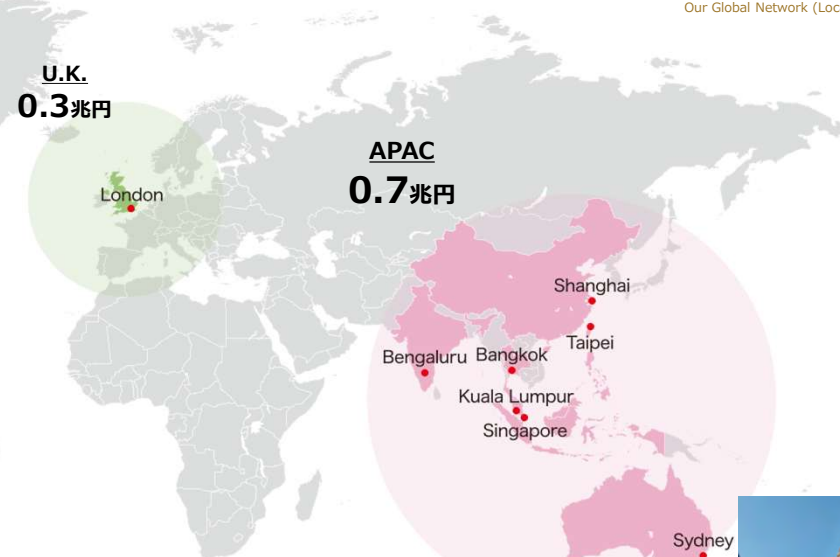 Our Global Network (Loc
U.K.
0.3兆円
APAC
0.7兆円
London
Shanghai
Taipei
Bengaluru
Bangkok
Kuala Lumpur
Singapore
Sydney